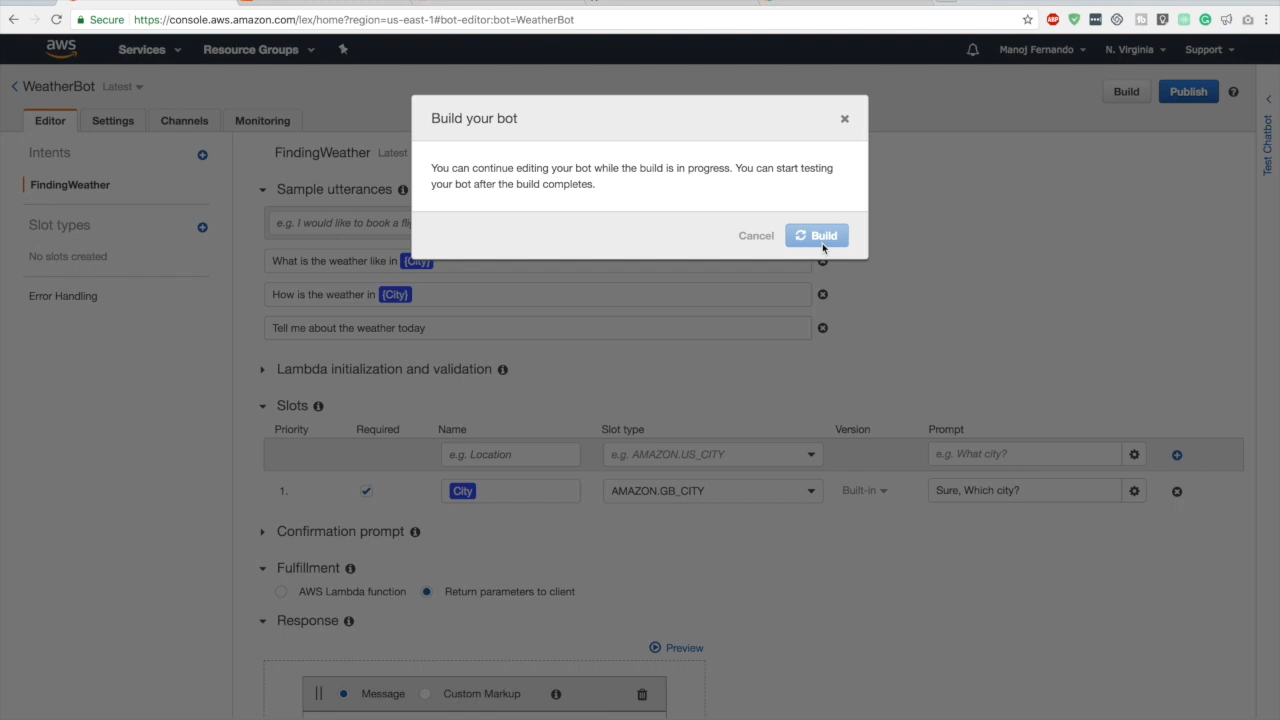 Secure
https://console.aws.amazon.com/lex/home?region=us-east-1#bot-editor:bot=WeatherBot
ABP
aws
Services
Resource Groups
Manoj Fernando
N. Virginia
Support
WeatherBot
Latest
Build
Publish
Editor
Settings
Channels
Monitoring
Test Chatbot
Build your bot
You can continue editing your bot while the build is in progress. You can start testing
your bot after the build completes.
Cancel
Build
Intents
FindingWeather
Slot types
No slots created
Error Handling
FindingWeather Latest
Sample utterances
e.g. I would like to book a fli
What is the weather like in {City}
How is the weather in {City}
Tell me about the weather today
Lambda initialization and validation
Slots
Priority Required Name Slot type Version Prompt
e.g. Location e.g. AMAZON.US_CITY e.g. What city?
1. City AMAZON.GB_CITY Built-in Sure, Which city?
Confirmation prompt
Fulfillment
AWS Lambda function Return parameters to client
Response
Preview
Message Custom Markup